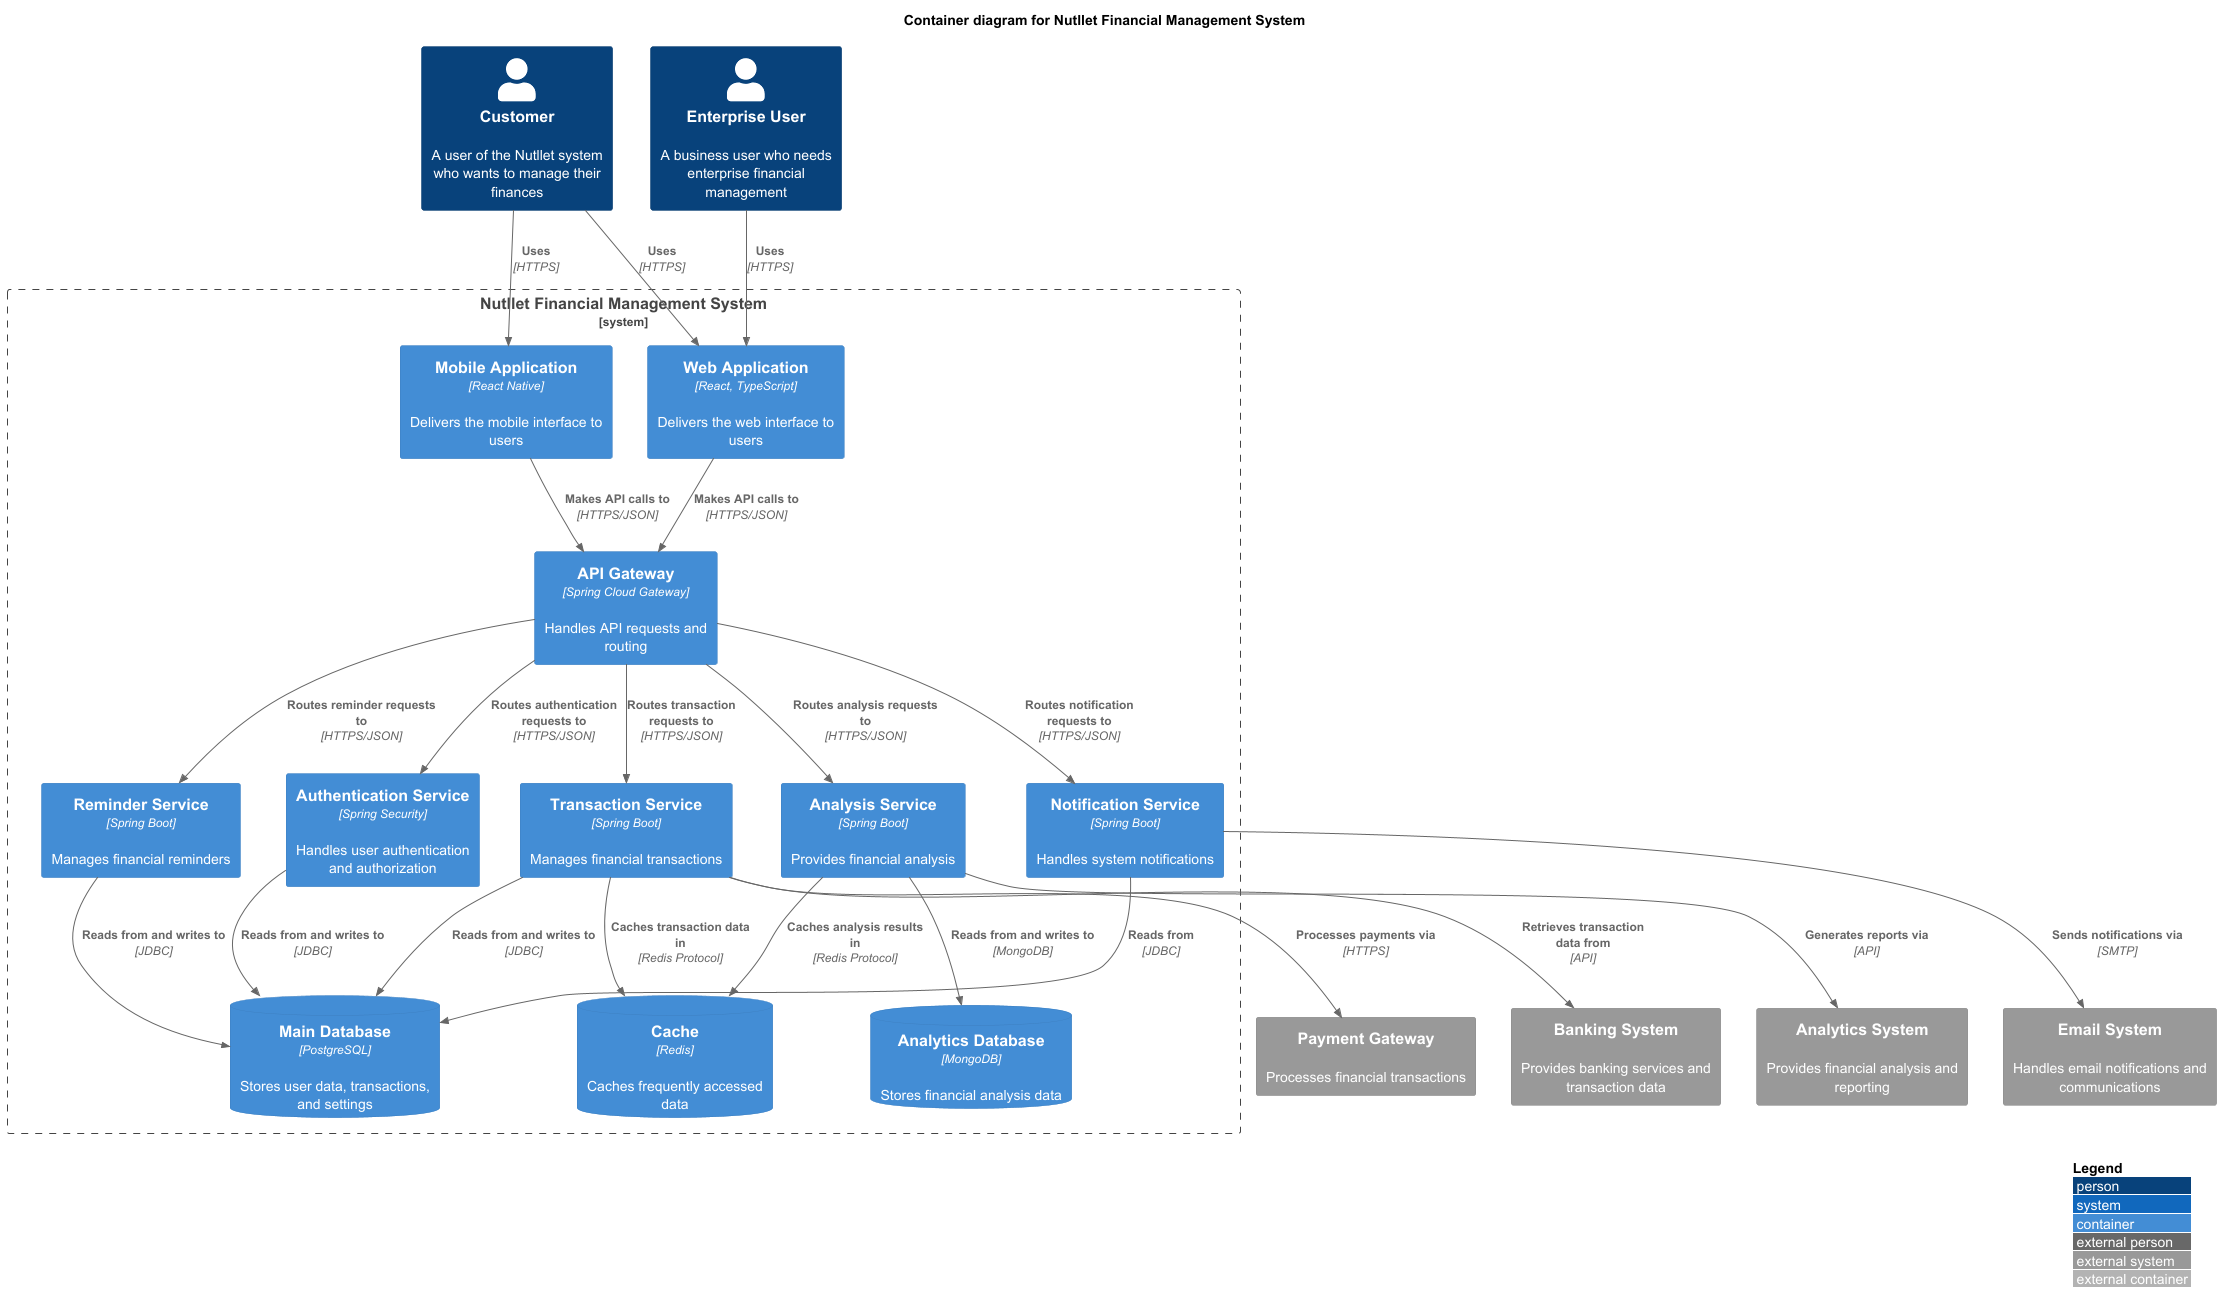 Container diagram for Nutllet Financial Management System
Customer
A user of the Nutllet system
who wants to manage their
finances
Enterprise User
A business user who needs
enterprise financial
management
Uses
[HTTPS]
Uses
[HTTPS]
Uses
[HTTPS]
Nutllet Financial Management System
[system]
Mobile Application
[React Native]
Delivers the mobile interface to
users
Web Application
[React, TypeScript]
Delivers the web interface to
users
Makes API calls to
[HTTPS/JSON]
Makes API calls to
[HTTPS/JSON]
API Gateway
[Spring Cloud Gateway]
Handles API requests and
routing
Routes reminder requests
to
[HTTPS/JSON]
Routes authentication
requests to
[HTTPS/JSON]
Routes transaction
requests to
[HTTPS/JSON]
Routes analysis requests
to
[HTTPS/JSON]
Routes notification
requests to
[HTTPS/JSON]
Reminder Service
[Spring Boot]
Manages financial reminders
Authentication Service
[Spring Security]
Handles user authentication
and authorization
Transaction Service
[Spring Boot]
Manages financial transactions
Analysis Service
[Spring Boot]
Provides financial analysis
Notification Service
[Spring Boot]
Handles system notifications
Reads from and writes to
[JDBC]
Reads from and writes to
[JDBC]
Reads from and writes to
[JDBC]
Caches transaction data
in
[Redis Protocol]
Caches analysis results
in
[Redis Protocol]
Reads from and writes to
[MongoDB]
Reads from
[JDBC]
Processes payments via
[HTTPS]
Retrieves transaction
data from
[API]
Generates reports via
[API]
Sends notifications via
[SMTP]
Main Database
[PostgreSQL]
Stores user data, transactions,
and settings
Cache
[Redis]
Caches frequently accessed
data
Analytics Database
[MongoDB]
Stores financial analysis data
Payment Gateway
Processes financial transactions
Banking System
Provides banking services and
transaction data
Analytics System
Provides financial analysis and
reporting
Email System
Handles email notifications and
communications
Legend
person
system
container
external person
external system
external container